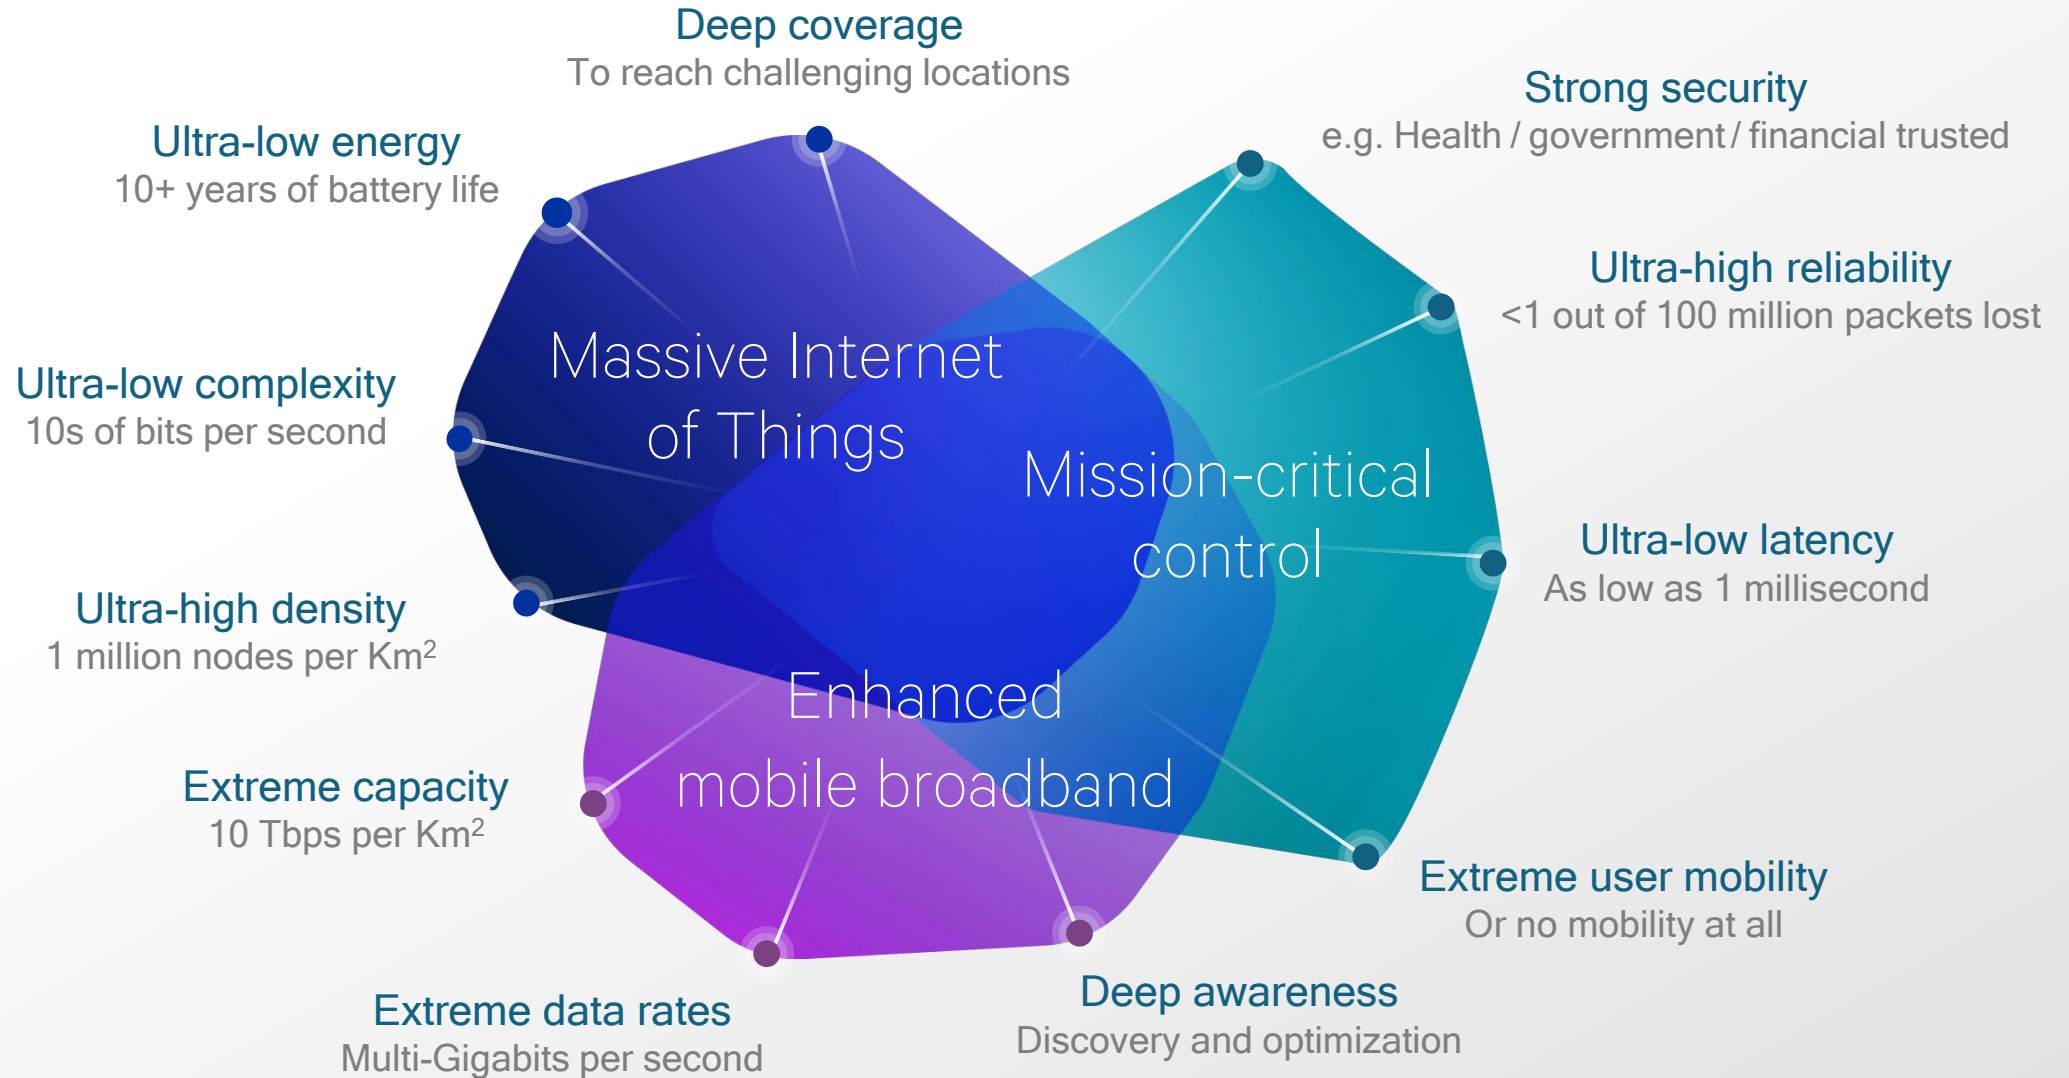 Deep coverage
To reach challenging locations
Strong security
e.g. Health / government / financial trusted
Ultra-low energy
10+ years of battery life
Ultra-high reliability
<1 out of 100 million packets lost
Massive Internet
of Things
Ultra-low complexity
10s of bits per second
Mission-critical
control
Ultra-low latency
As low as 1 millisecond
Ultra-high density
1 million nodes per Km²
Enhanced
mobile broadband
Extreme capacity
10 Tbps per Km²
Extreme user mobility
Or no mobility at all
Deep awareness
Discovery and optimization
Extreme data rates
Multi-Gigabits per second